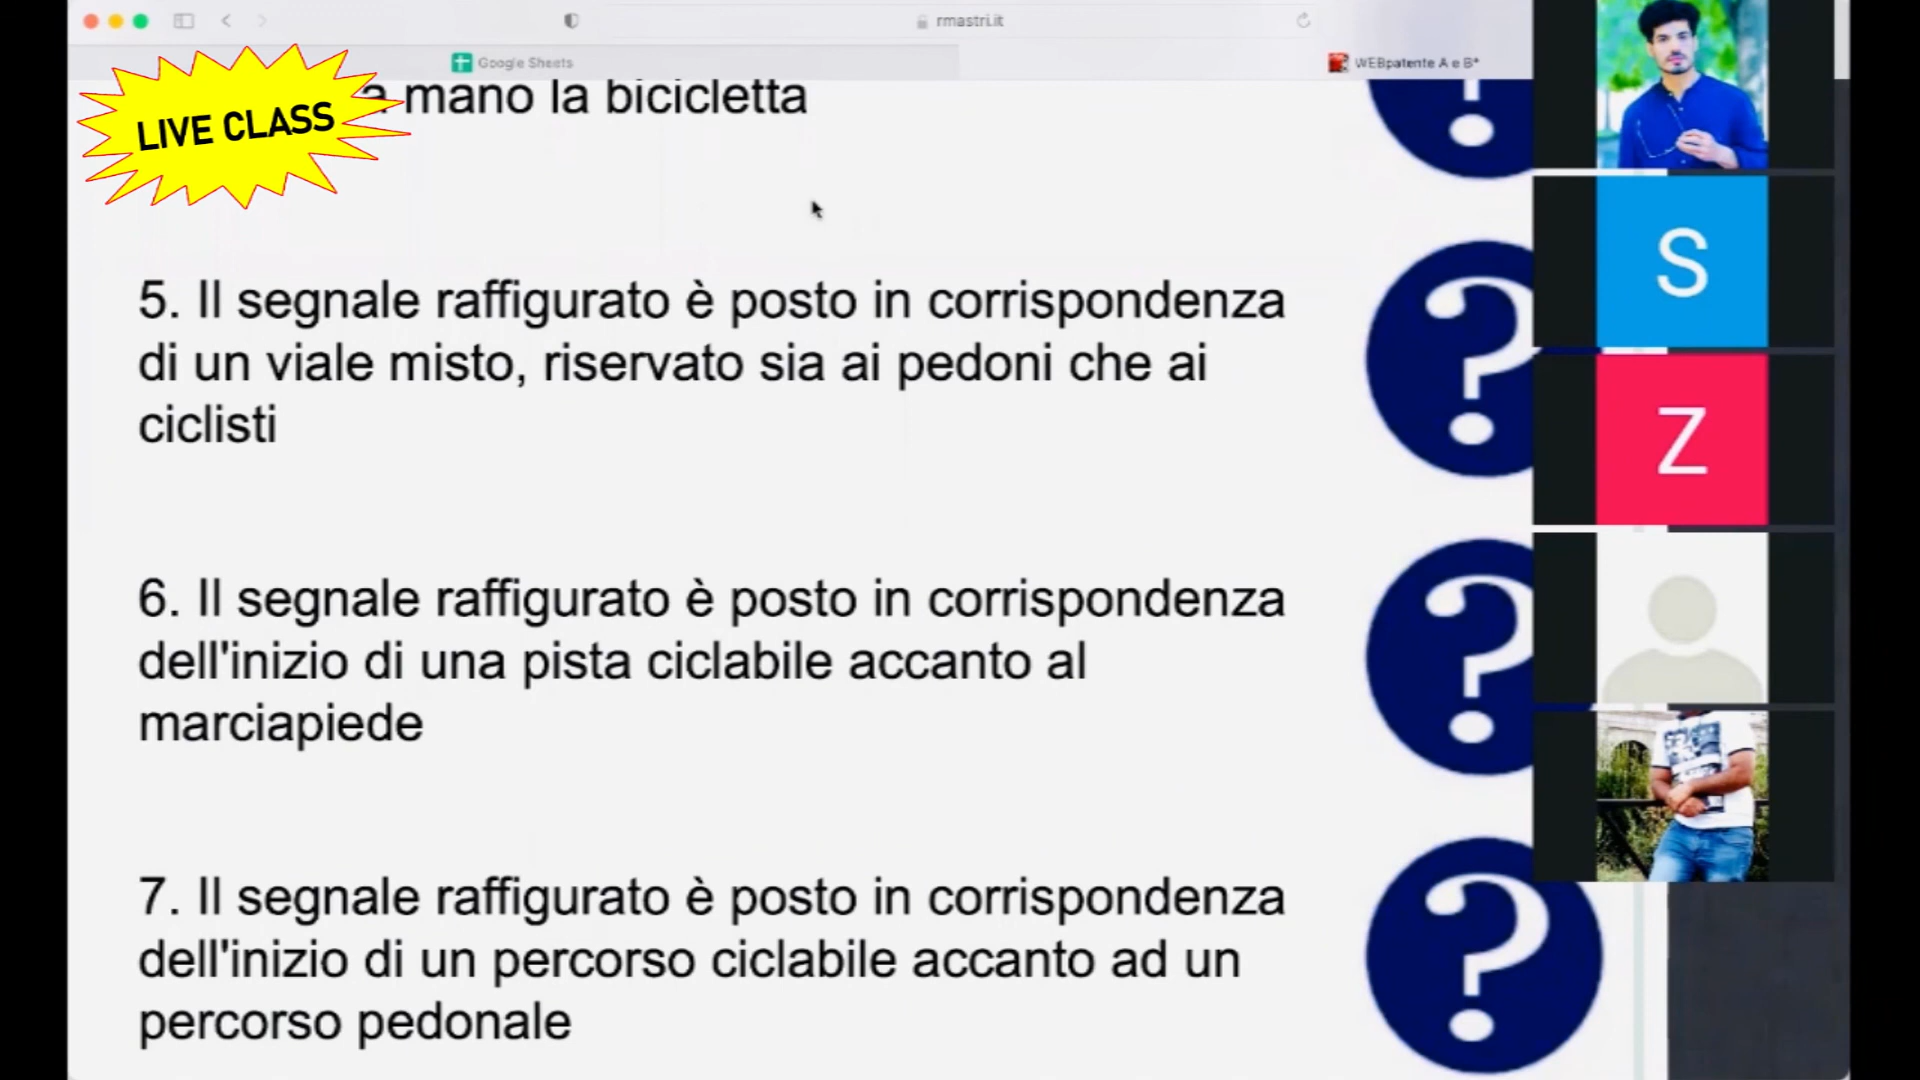 rmastri.it
Google Sheets
WEBpatente A e B*
LIVE CLASS
a mano la bicicletta
5. Il segnale raffigurato è posto in corrispondenza
di un viale misto, riservato sia ai pedoni che ai
ciclisti
6. Il segnale raffigurato è posto in corrispondenza
dell'inizio di una pista ciclabile accanto al
marciapiede
7. Il segnale raffigurato è posto in corrispondenza
dell'inizio di un percorso ciclabile accanto ad un
percorso pedonale
?
?
?
S
Z